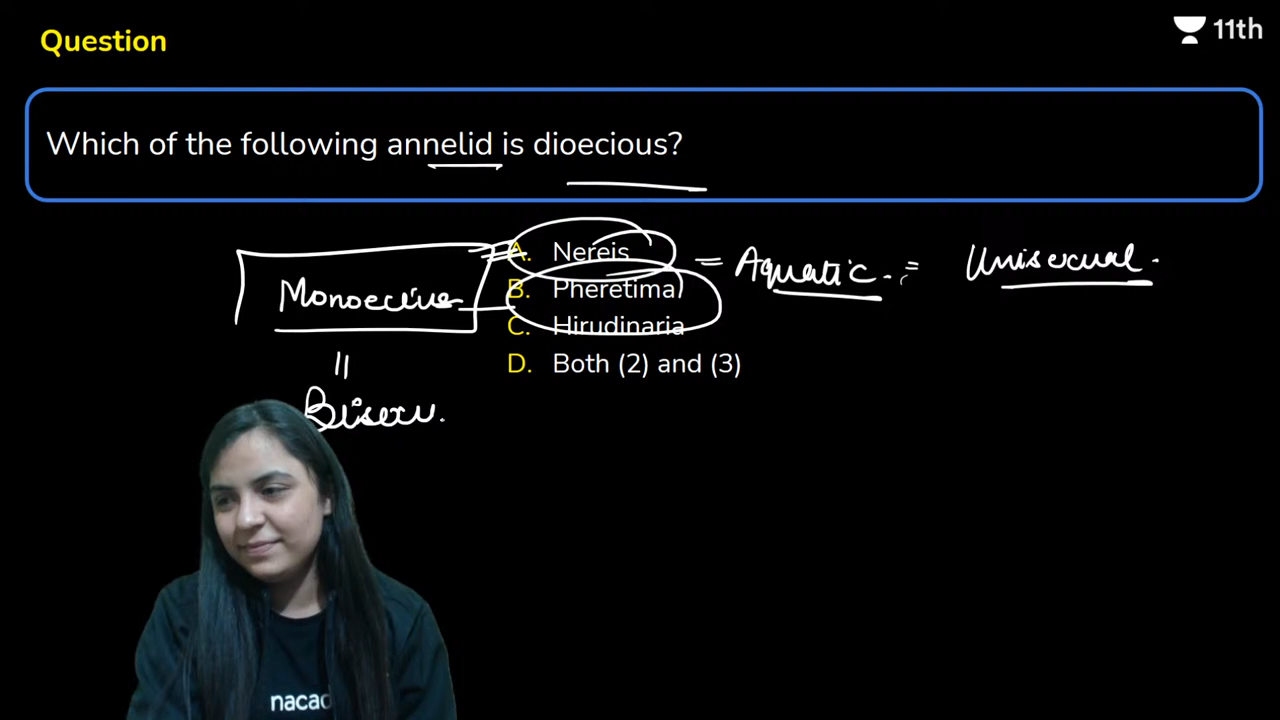 Question
11th
Which of the following annelid is dioecious?
A. Nereis = Aquatic. = Unisexual.
Monoecious
B. Pheretima
C. Hirudinaria
D. Both (2) and (3)
||
Bisexu.
nacad